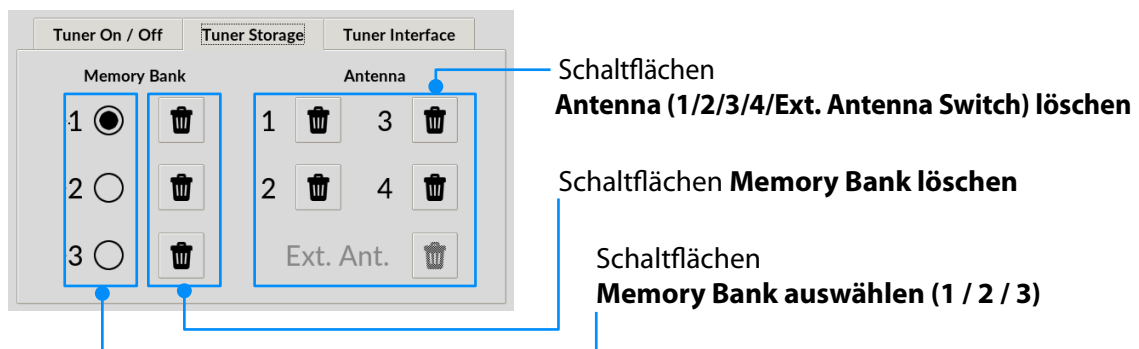 Tuner On / Off Tuner Storage Tuner Interface
Memory Bank Antenna
1 1 3
2 2 4
3 Ext. Ant.
Schaltflächen
Antenna (1/2/3/4/Ext. Antenna Switch) löschen
Schaltflächen Memory Bank löschen
Schaltflächen
Memory Bank auswählen (1 / 2 / 3)